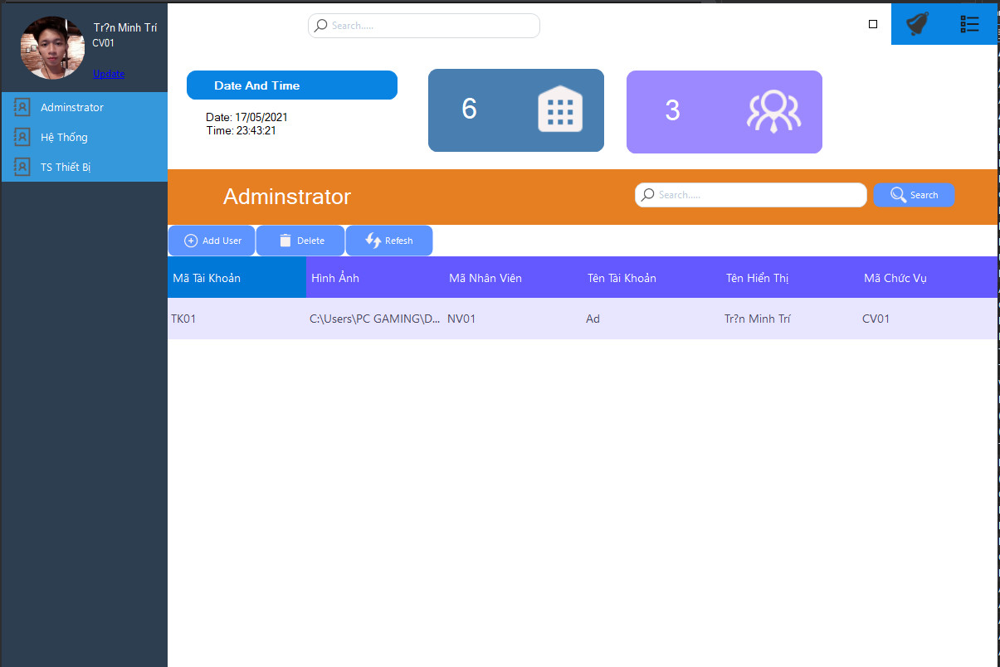 Tr?n Minh Trí
CV01
Update
Adminstrator
Hệ Thống
TS Thiết Bị
Search.....
Date And Time
Date: 17/05/2021
Time: 23:43:21
6
3
Adminstrator
Search.....
Search
Add User
Delete
Refesh
Mã Tài Khoản Hình Ảnh Mã Nhân Viên Tên Tài Khoản Tên Hiển Thị Mã Chức Vụ
TK01 C:\Users\PC GAMING\D... NV01 Ad Tr?n Minh Trí CV01